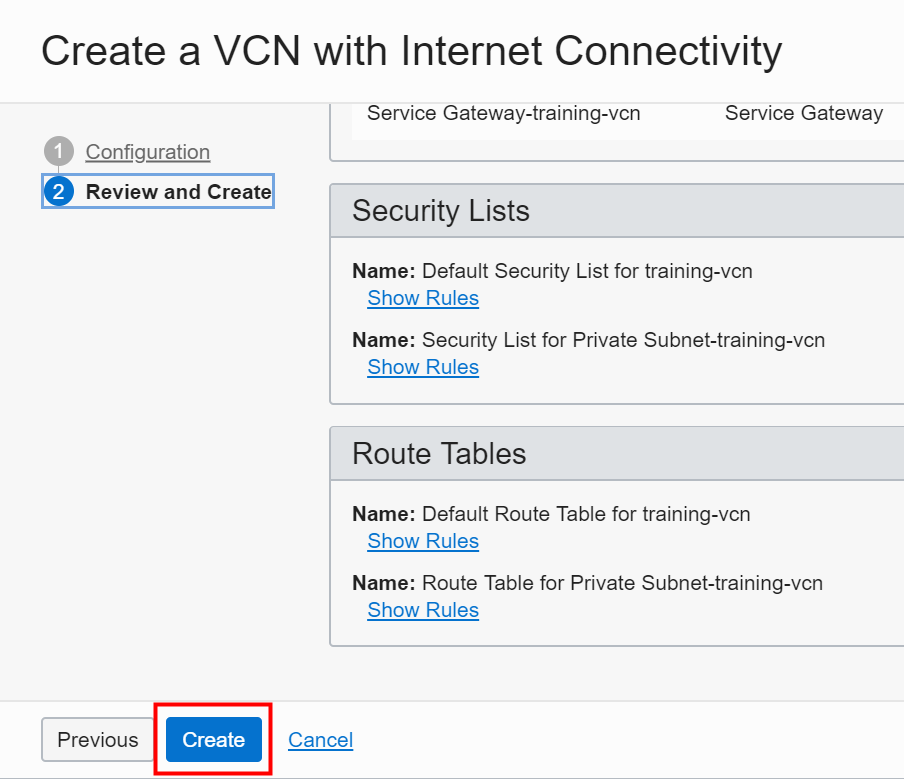 Create a VCN with Internet Connectivity
1 Configuration
2 Review and Create
Service Gateway-training-vcn Service Gateway
Security Lists
Name: Default Security List for training-vcn
Show Rules
Name: Security List for Private Subnet-training-vcn
Show Rules
Route Tables
Name: Default Route Table for training-vcn
Show Rules
Name: Route Table for Private Subnet-training-vcn
Show Rules
Previous Create Cancel